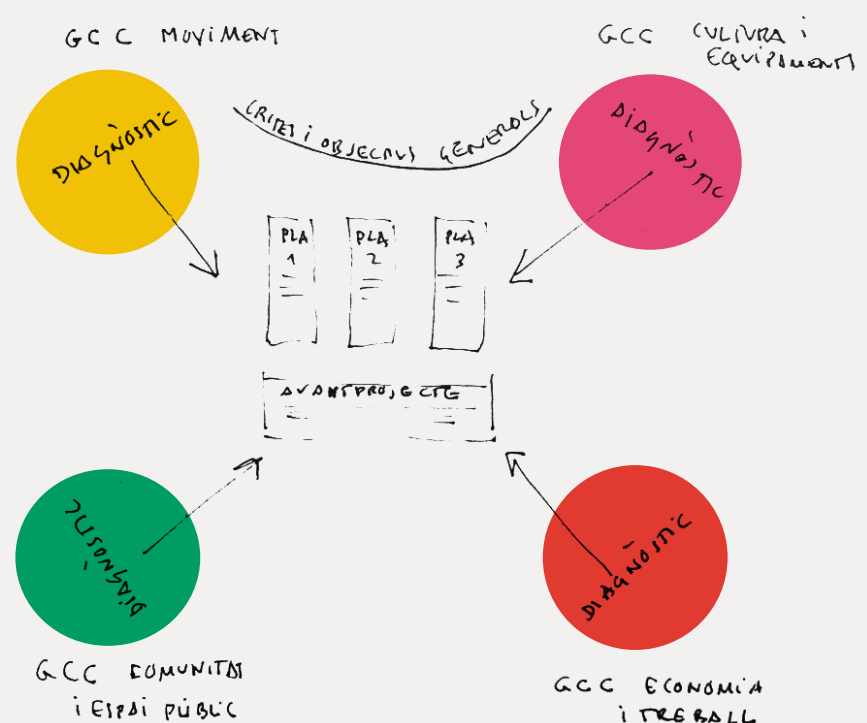 GCC MOVIMENT
GCC CULTURA i
EQUIPAMENTS
DIAGNÒSTIC
CRITERIS i OBJECTIUS GENERALS
DIAGNÒSTIC
PLA
1
PLA
2
PLA
3
AVANTPROJECTE
DIAGNÒSTIC
DIAGNÒSTIC
GCC COMUNITAT
i ESPAI PÚBLIC
GCC ECONOMIA
i TREBALL